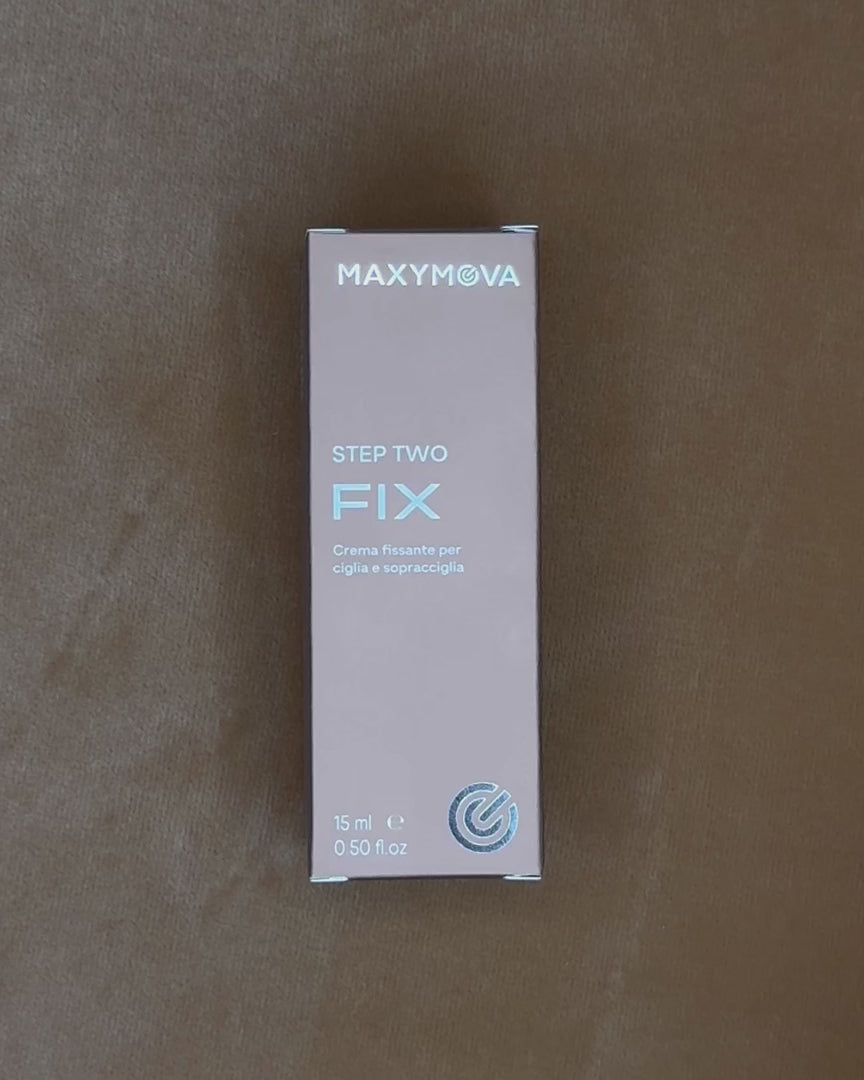 MAXYMOVA
STEP TWO
FIX
Crema fissante per
ciglia e sopracciglia
15 ml ℮
0.50 fl.oz